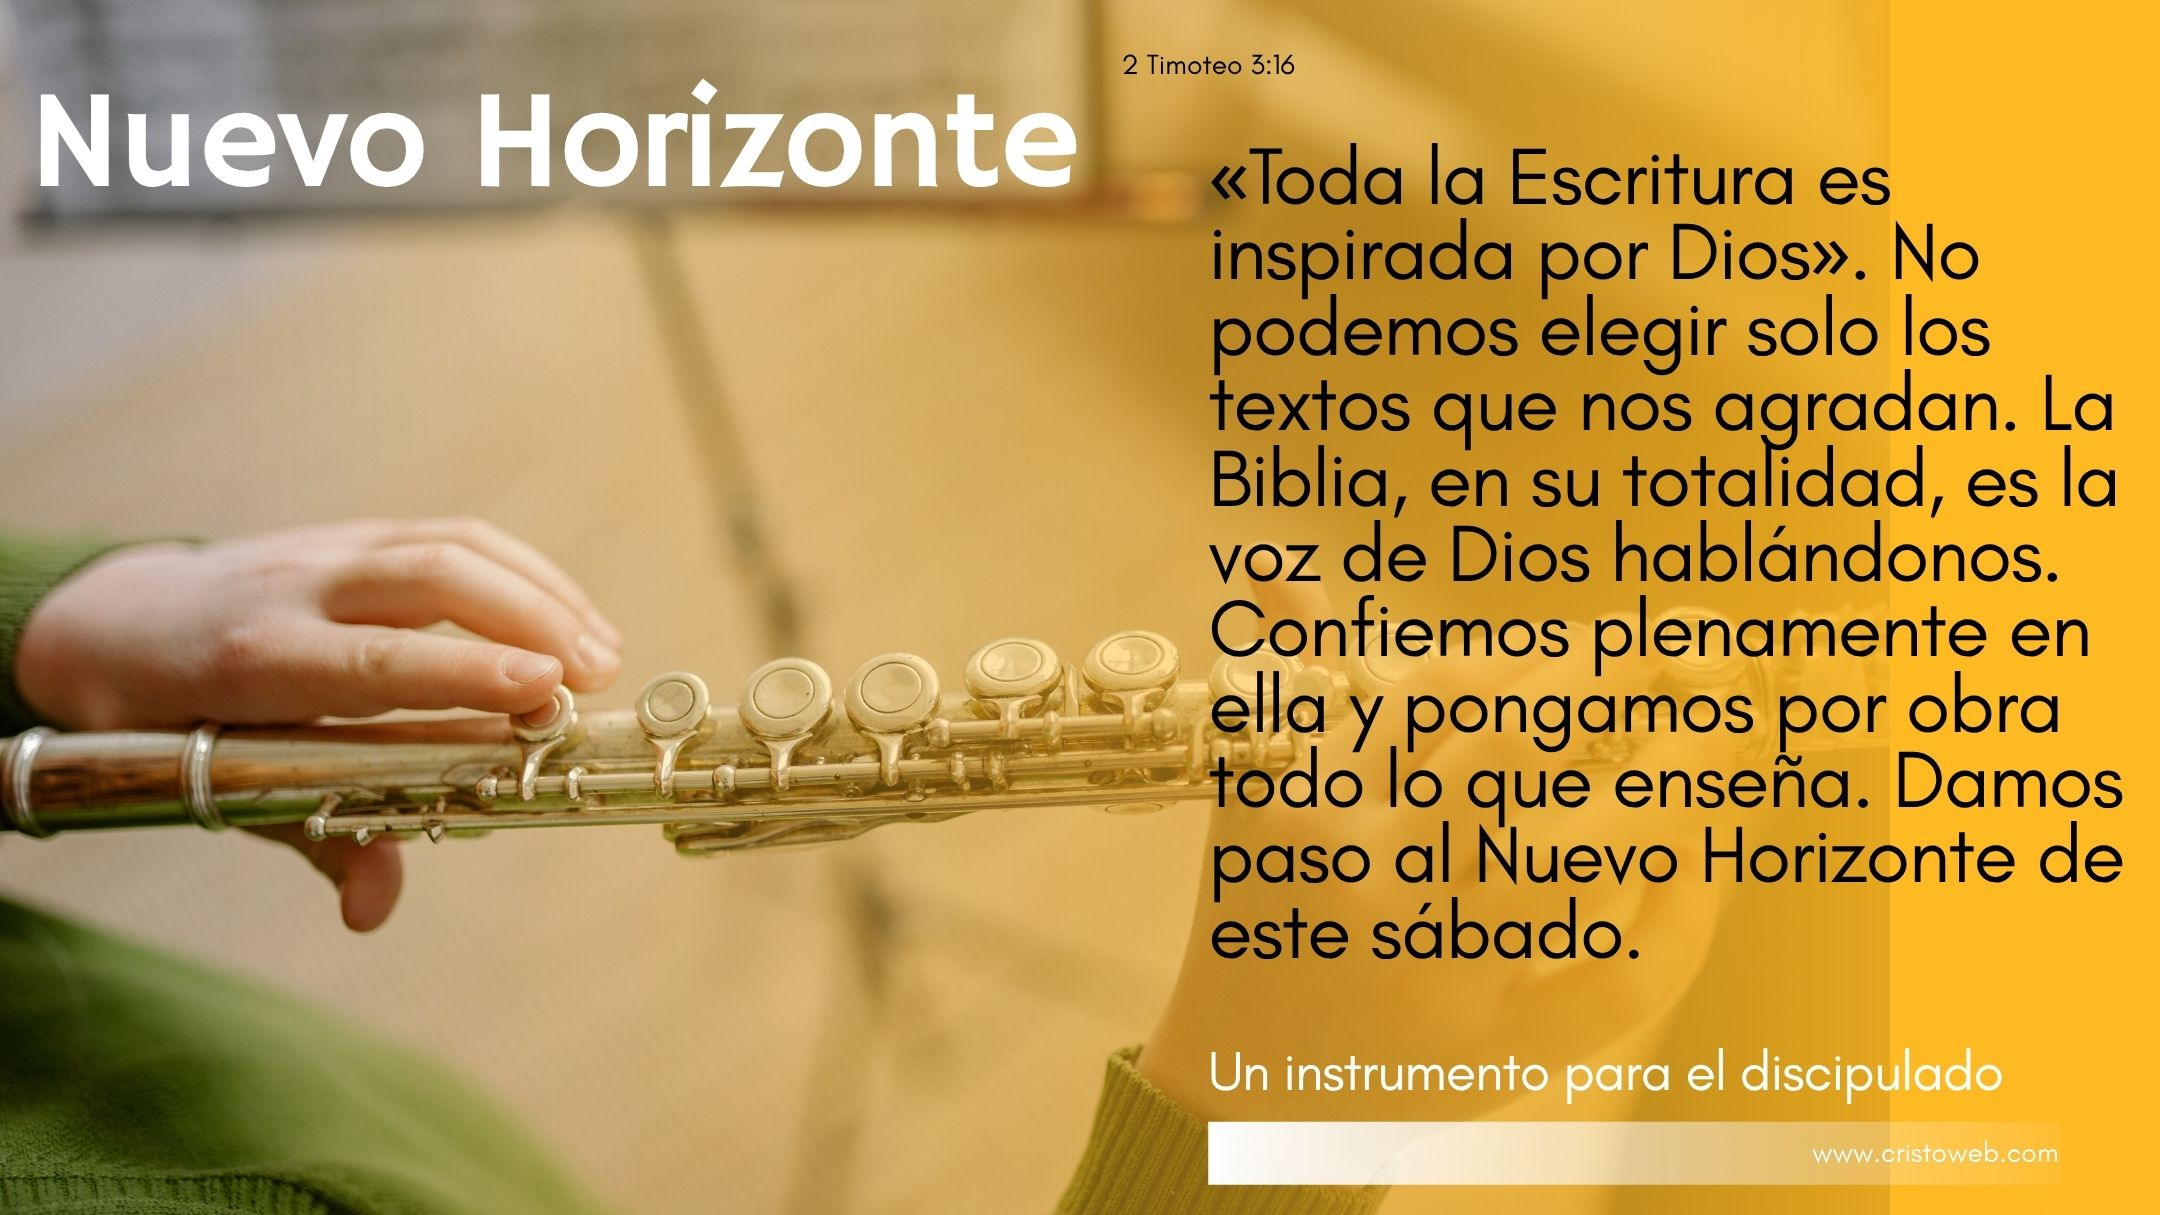 Nuevo Horizonte
2 Timoteo 3:16
«Toda la Escritura es
inspirada por Dios». No
podemos elegir solo los
textos que nos agradan. La
Biblia, en su totalidad, es la
voz de Dios hablándonos.
Confiemos plenamente en
ella y pongamos por obra
todo lo que enseña. Damos
paso al Nuevo Horizonte de
este sábado.
Un instrumento para el discipulado
www.cristoweb.com